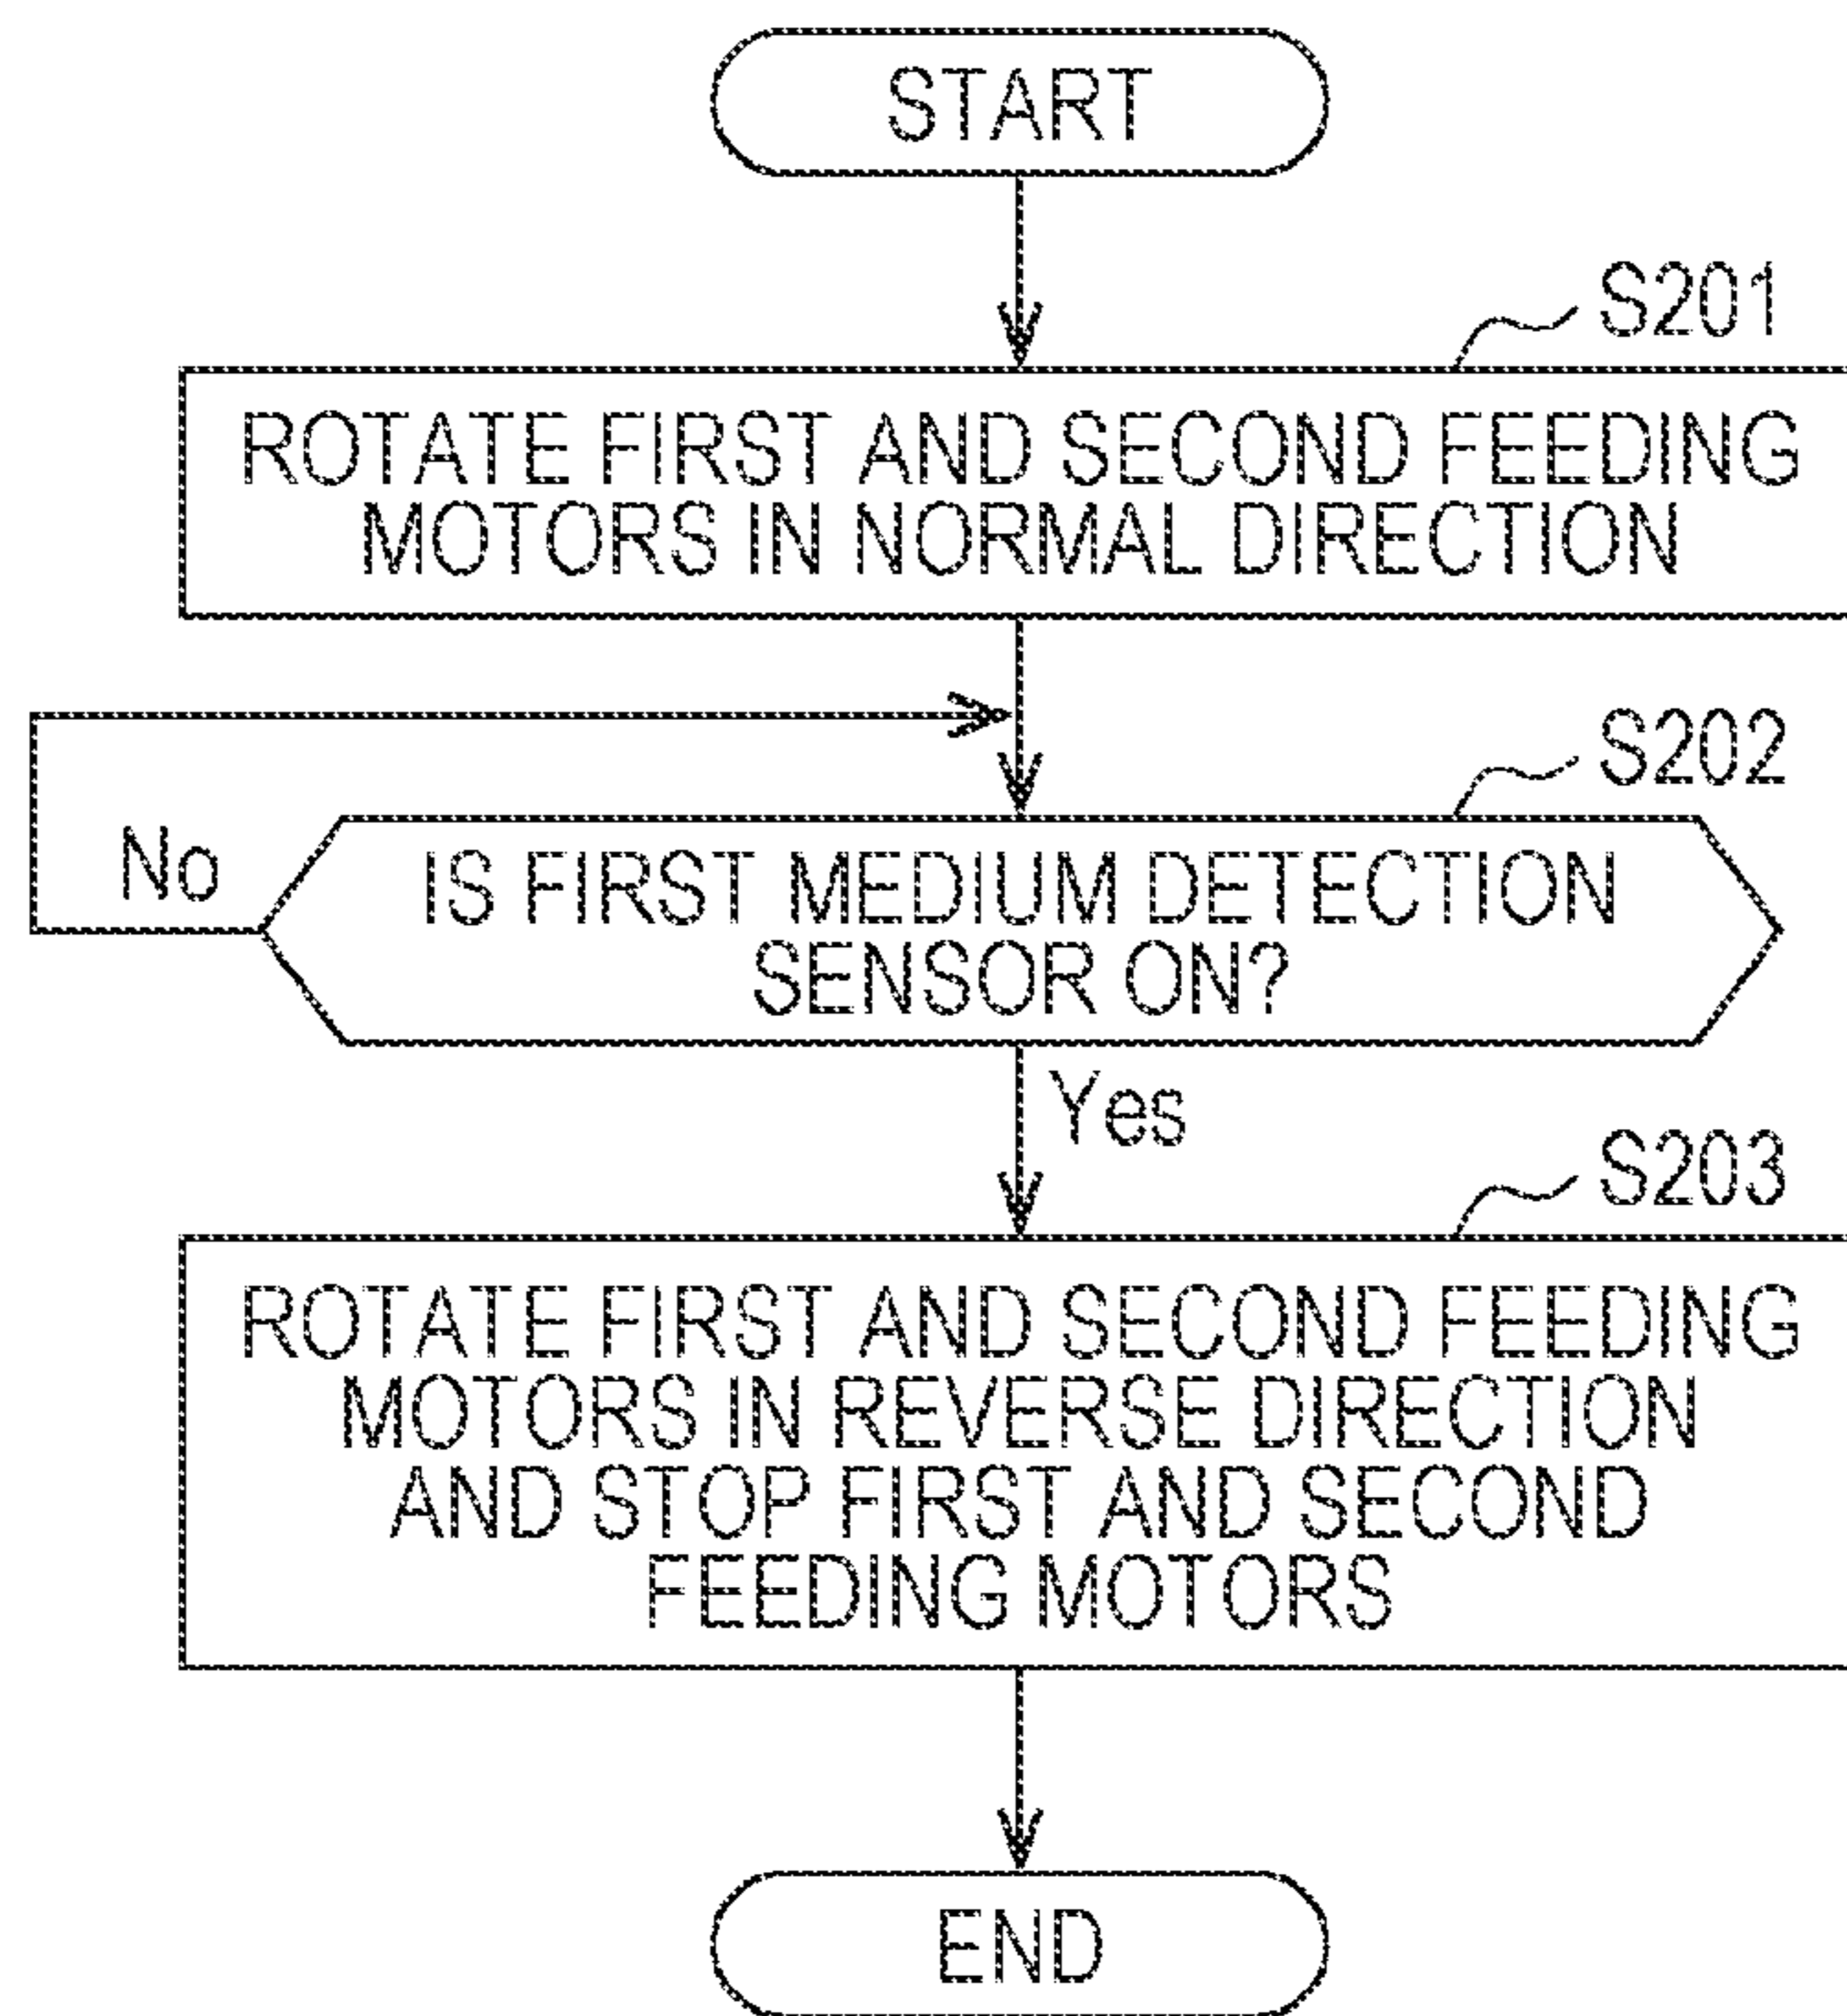 START
S201
ROTATE FIRST AND SECOND FEEDING
MOTORS IN NORMAL DIRECTION
S202
No
IS FIRST MEDIUM DETECTION
SENSOR ON?
Yes
S203
ROTATE FIRST AND SECOND FEEDING
MOTORS IN REVERSE DIRECTION
AND STOP FIRST AND SECOND
FEEDING MOTORS
END